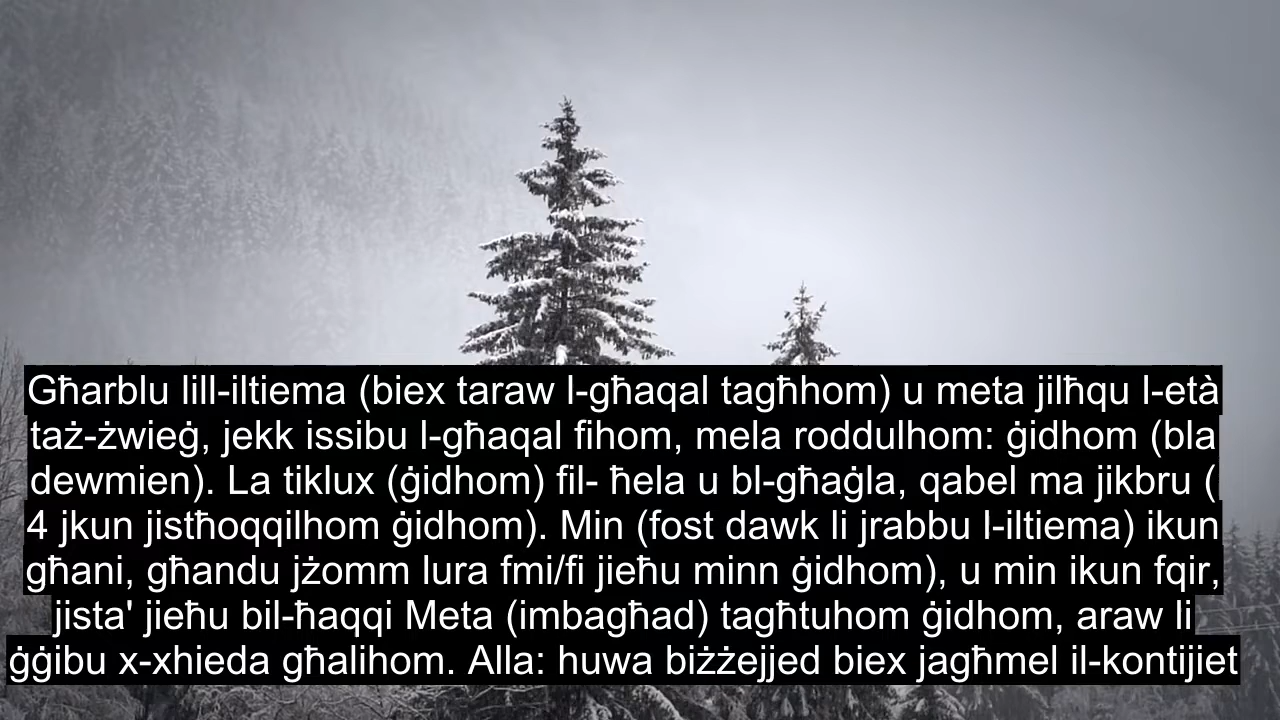 Għarblu lill-iltiema (biex taraw l-għaqal tagħhom) u meta jilħqu l-età
taż-żwieġ, jekk issibu l-għaqal fihom, mela roddulhom: ġidhom (bla
dewmien). La tiklux (ġidhom) fil- ħela u bl-għaġla, qabel ma jikbru (
4 jkun jistħoqqilhom ġidhom). Min (fost dawk li jrabbu l-iltiema) ikun
għani, għandu jżomm lura fmi/fi jieħu minn ġidhom), u min ikun fqir,
jista' jieħu bil-ħaqqi Meta (imbagħad) tagħtuhom ġidhom, araw li
ġġibu x-xhieda għalihom. Alla: huwa biżżejjed biex jagħmel il-kontijiet